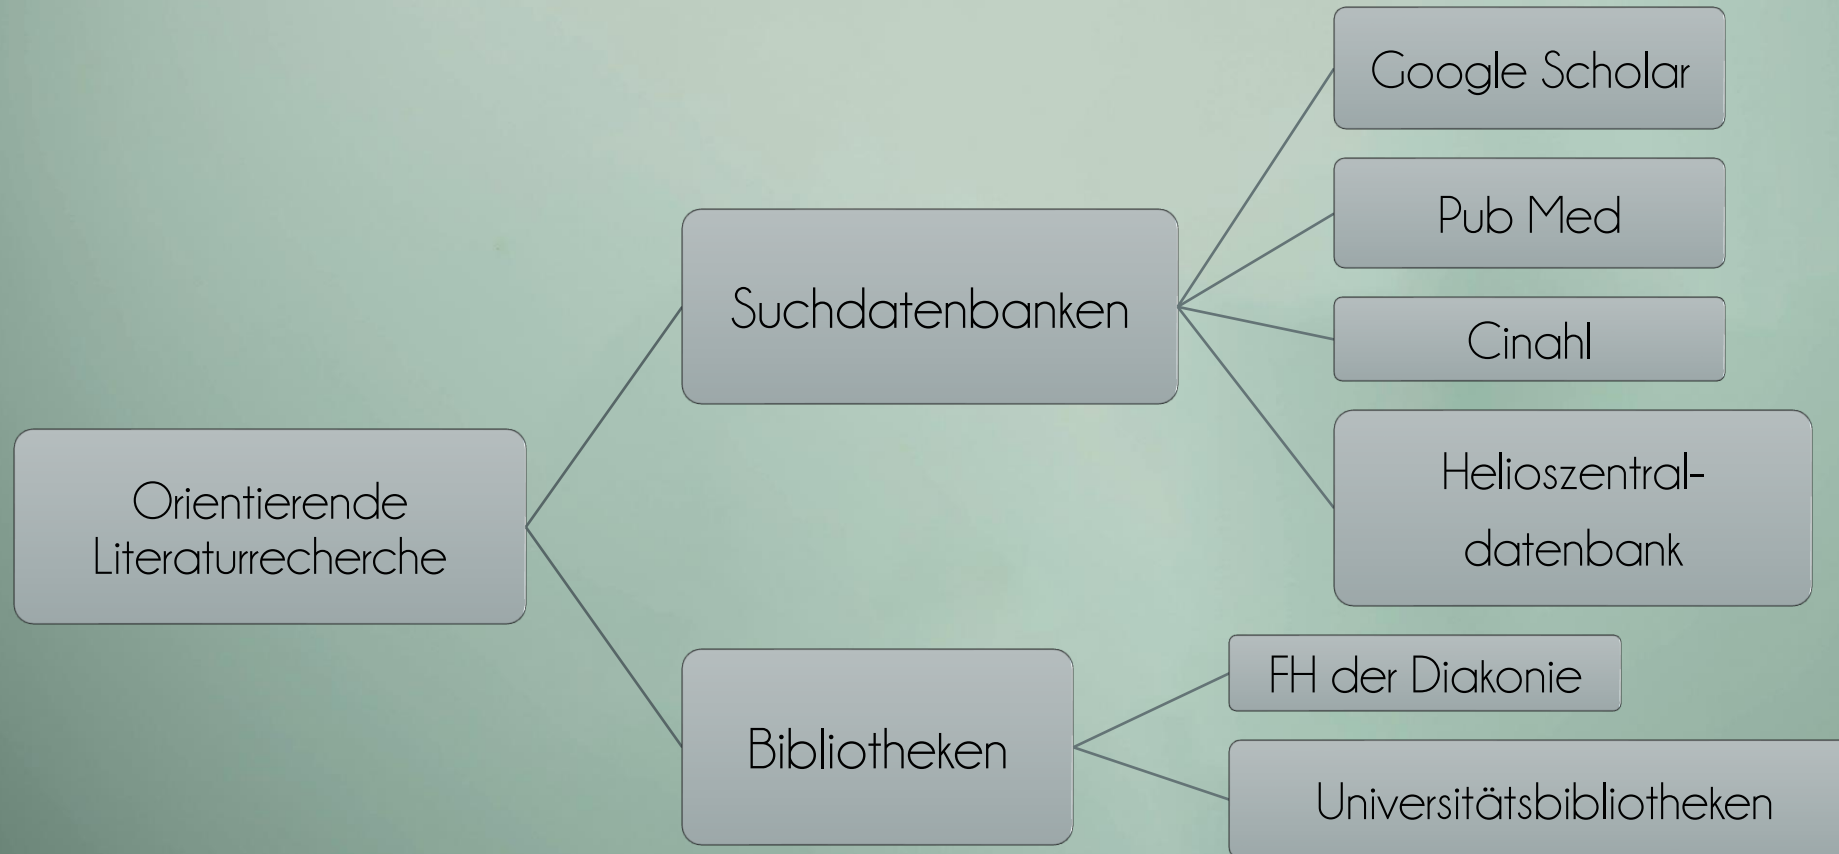 Orientierende
Literaturrecherche
Suchdatenbanken
Google Scholar
Pub Med
Cinahl
Helioszentral-
datenbank
Bibliotheken
FH der Diakonie
Universitätsbibliotheken